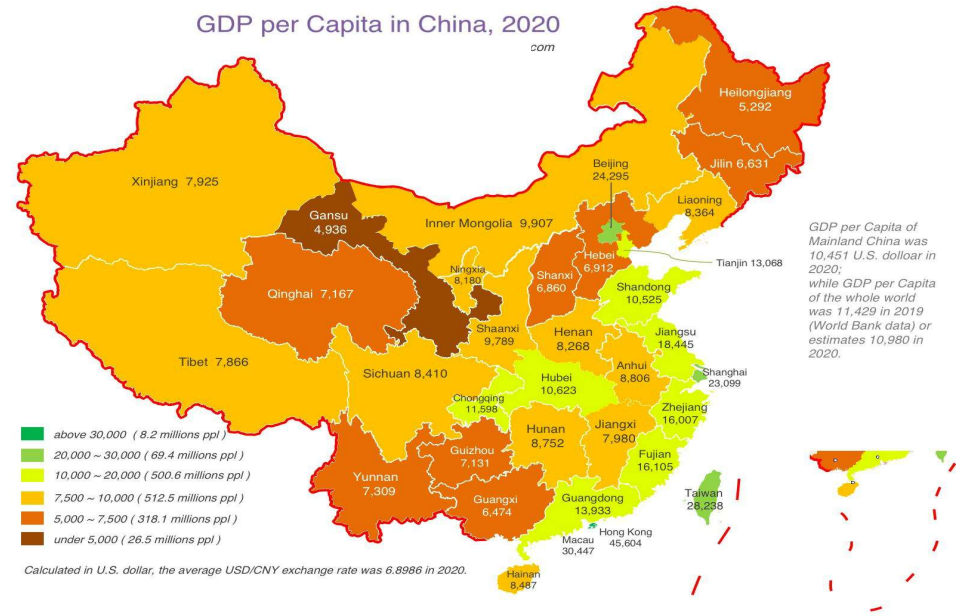 GDP per Capita in China, 2020
com
Heilongjiang
5,292
Jilin 6,631
Beijing
24,295
Xinjiang 7,925
Liaoning
8,364
Gansu
4,936
Inner Mongolia 9,907
GDP per Capita of
Mainland China was
10,451 U.S. dolloar in
2020;
while GDP per Capita
of the whole world
was 11,429 in 2019
(World Bank data) or
estimates 10,980 in
2020.
Hebei
6,912
Tianjin 13,068
Ningxia
8,180
Shanxi
6,860
Qinghai 7,167
Shandong
10,525
Shaanxi
9,789
Henan
8,268
Jiangsu
18,445
Tibet 7,866
Sichuan 8,410
Anhui
8,806
Shanghai
23,099
Hubei
10,623
Chongqing
11,598
Zhejiang
16,007
Hunan
8,752
Jiangxi
7,980
Guizhou
7,131
Fujian
16,105
Yunnan
7,309
Guangxi
6,474
Guangdong
13,933
Taiwan
28,238
Macau
30,447
Hong Kong
45,604
Hainan
8,487
above 30,000 ( 8.2 millions ppl )
20,000 ~ 30,000 ( 69.4 millions ppl )
10,000 ~ 20,000 ( 500.6 millions ppl )
7,500 ~ 10,000 ( 512.5 millions ppl )
5,000 ~ 7,500 ( 318.1 millions ppl )
under 5,000 ( 26.5 millions ppl )
Calculated in U.S. dollar, the average USD/CNY exchange rate was 6.8986 in 2020.